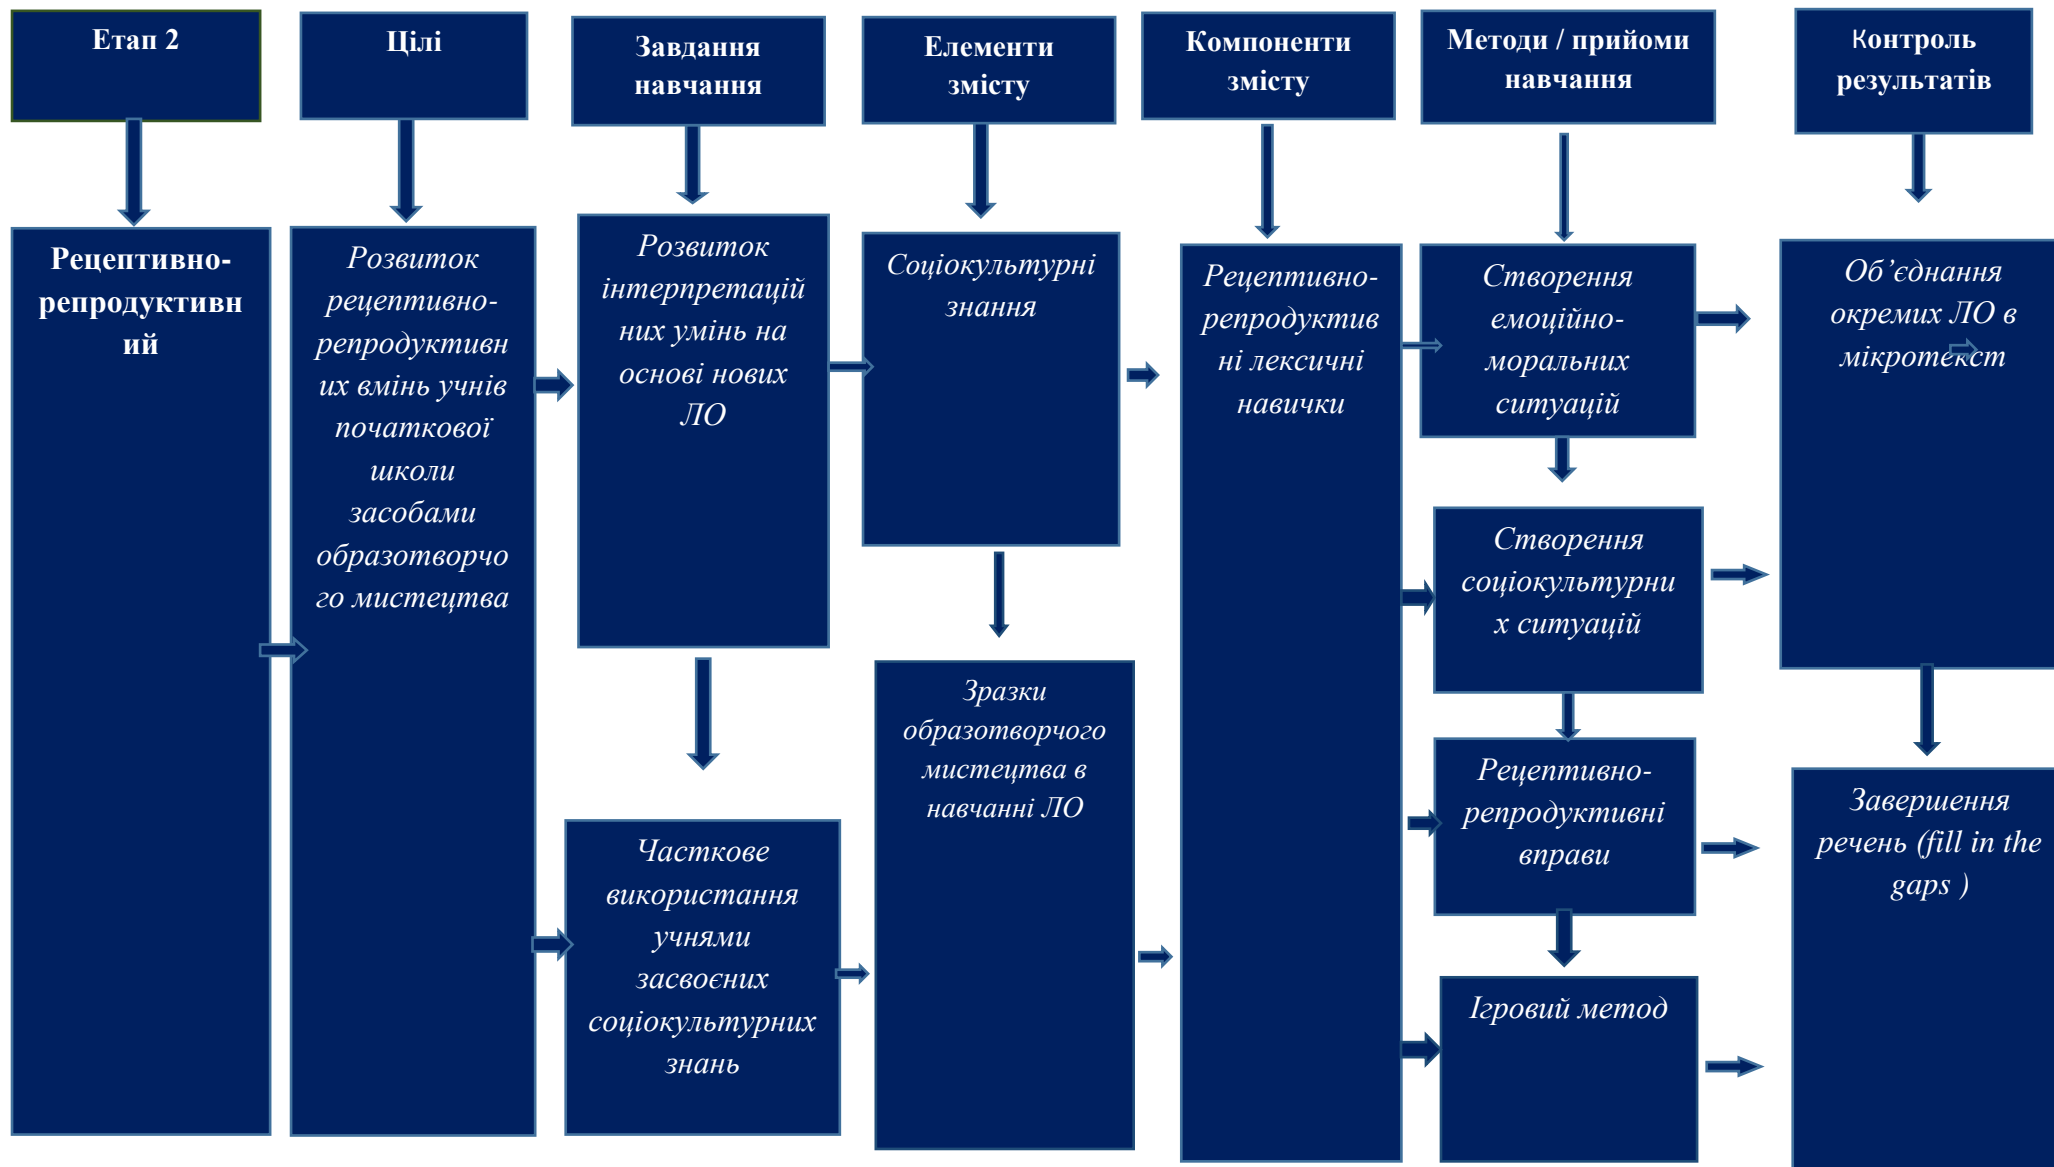 Етап 2
Цілі
Завдання
навчання
Елементи
змісту
Компоненти
змісту
Методи / прийоми
навчання
Контроль
результатів
Рецептивно-
репродуктивн
ий
Розвиток
рецептивно-
репродуктивн
их вмінь учнів
початкової
школи
засобами
образотворчо
го мистецтва
Розвиток
інтерпретацій
них умінь на
основі нових
ЛО
Часткове
використання
учнями
засвоєних
соціокультурних
знань
Соціокультурні
знання
Зразки
образотворчого
мистецтва в
навчанні ЛО
Рецептивно-
репродуктив
ні лексичні
навички
Створення
емоційно-
моральних
ситуацій
Створення
соціокультурни
х ситуацій
Рецептивно-
репродуктивні
вправи
Ігровий метод
Об’єднання
окремих ЛО в
мікротекст
Завершення
речень (fill in the
gaps )